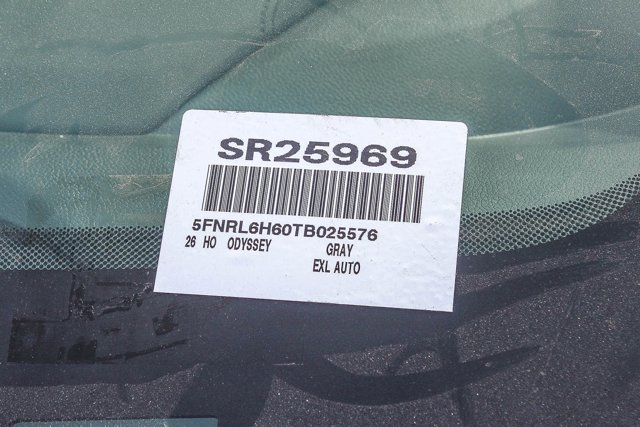 SR25969
5FNRL6H60TB025576
26 HO ODYSSEY GRAY
EXL AUTO